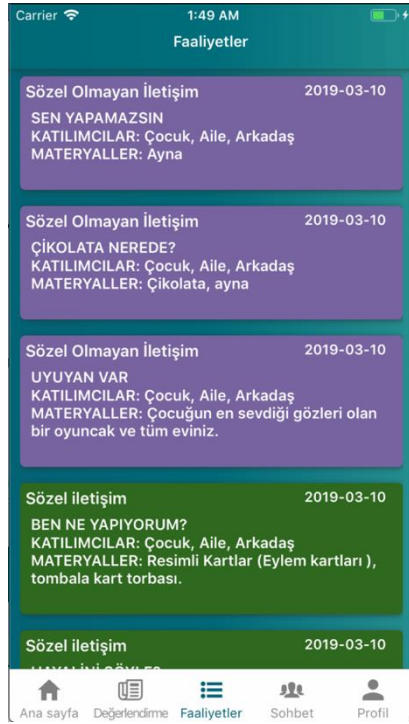 Carrier 1:49 AM
Faaliyetler
Sözel Olmayan İletişim 2019-03-10
SEN YAPAMAZSIN
KATILIMCILAR: Çocuk, Aile, Arkadaş
MATERYALLER: Ayna
Sözel Olmayan İletişim 2019-03-10
ÇİKOLATA NEREDE?
KATILIMCILAR: Çocuk, Aile, Arkadaş
MATERYALLER: Çikolata, ayna
Sözel Olmayan İletişim 2019-03-10
UYUYAN VAR
KATILIMCILAR: Çocuk, Aile, Arkadaş
MATERYALLER: Çocuğun en sevdiği gözleri olan
bir oyuncak ve tüm eviniz.
Sözel iletişim 2019-03-10
BEN NE YAPIYORUM?
KATILIMCILAR: Çocuk, Aile, Arkadaş
MATERYALLER: Resimli Kartlar (Eylem kartları ),
tombala kart torbası.
Sözel iletişim 2019-03-10
Ana sayfa Değerlendirme Faaliyetler Sohbet Profil